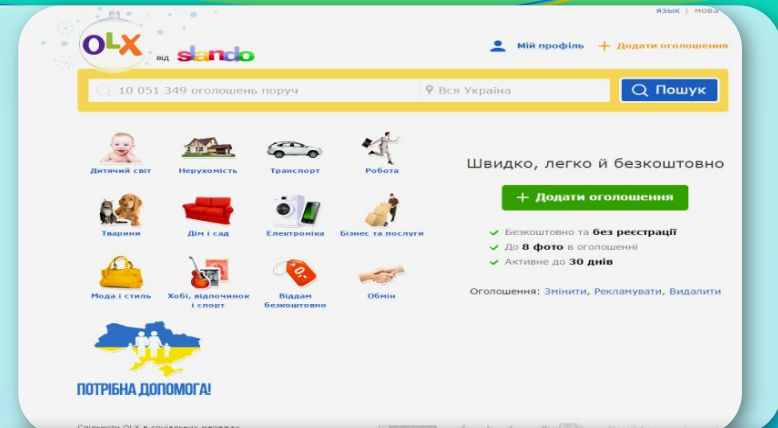 язык | мова
OLX від slando
Мій профіль + Додати оголошення
10 051 349 оголошень поруч Вся Україна Пошук
Дитячий світ Нерухомість Транспорт Робота
Швидко, легко й безкоштовно
+ Додати оголошення
Тварини Дім і сад Електроніка Бізнес та послуги
Безкоштовно та без реєстрації
До 8 фото в оголошенні
Активне до 30 днів
Мода і стиль Хобі, відпочинок і спорт Віддам безкоштовно Обмін
Оголошення: Змінити, Рекламувати, Видалити
ПОТРІБНА ДОПОМОГА!